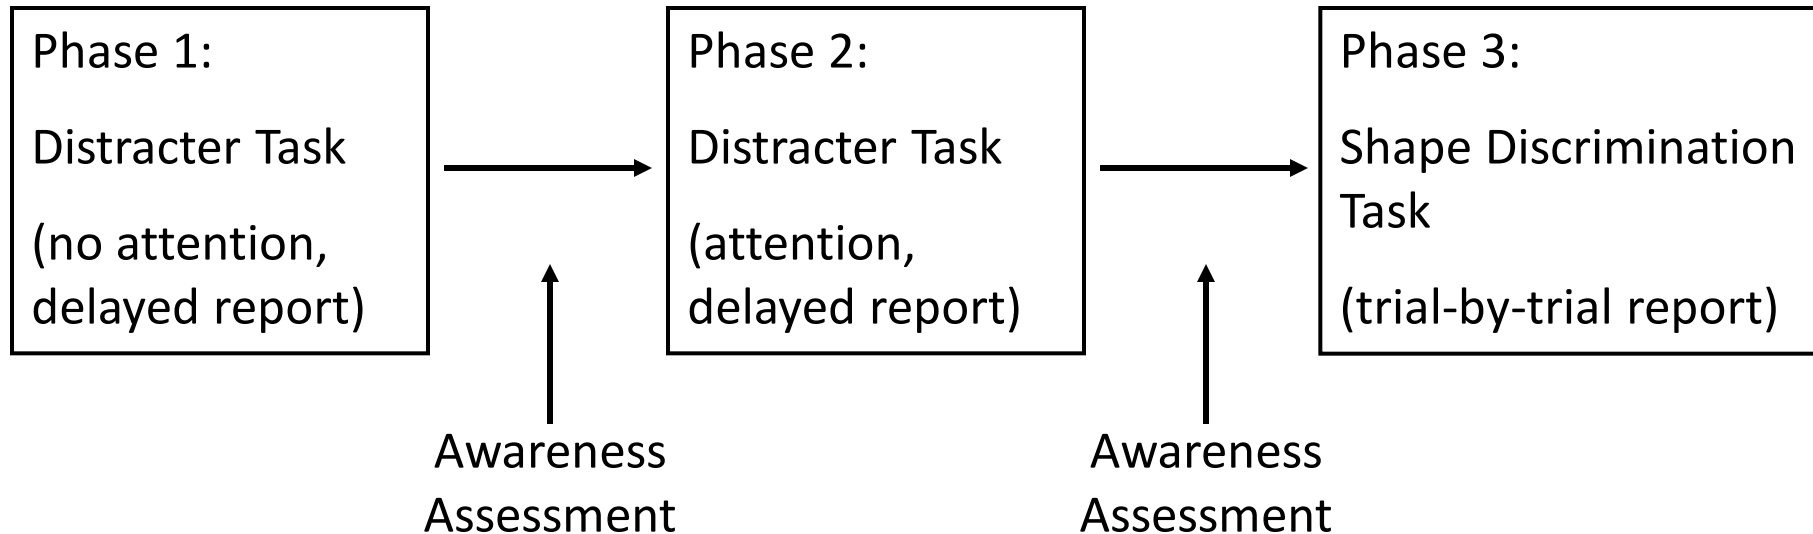 Phase 1:
Distracter Task
(no attention,
delayed report)
Phase 2:
Distracter Task
(attention,
delayed report)
Phase 3:
Shape Discrimination
Task
(trial-by-trial report)
Awareness
Assessment
Awareness
Assessment